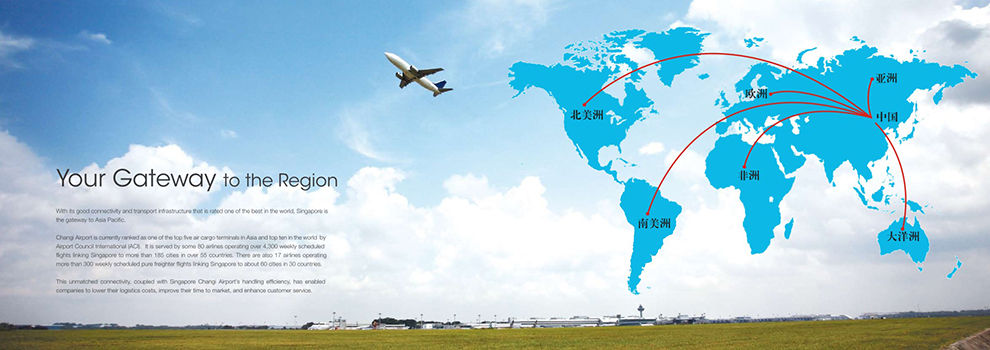 Your Gateway to the Region
With its good connectivity and transport infrastructure that is rated one of the best in the world, Singapore is
the gateway to Asia Pacific.
Changi Airport is currently ranked as one of the top five air cargo terminals in Asia and top ten in the world by
Airport Council International (ACI). It is served by some 80 airlines operating over 4,300 weekly scheduled
flights linking Singapore to more than 185 cities in over 55 countries. There are also 17 airlines operating
more than 300 weekly scheduled pure freighter flights linking Singapore to about 60 cities in 30 countries.
This unmatched connectivity, coupled with Singapore Changi Airport's handling efficiency, has enabled
companies to lower their logistics costs, improve their time to market, and enhance customer service.
亚洲
欧洲
北美洲
中国
非洲
南美洲
大洋洲